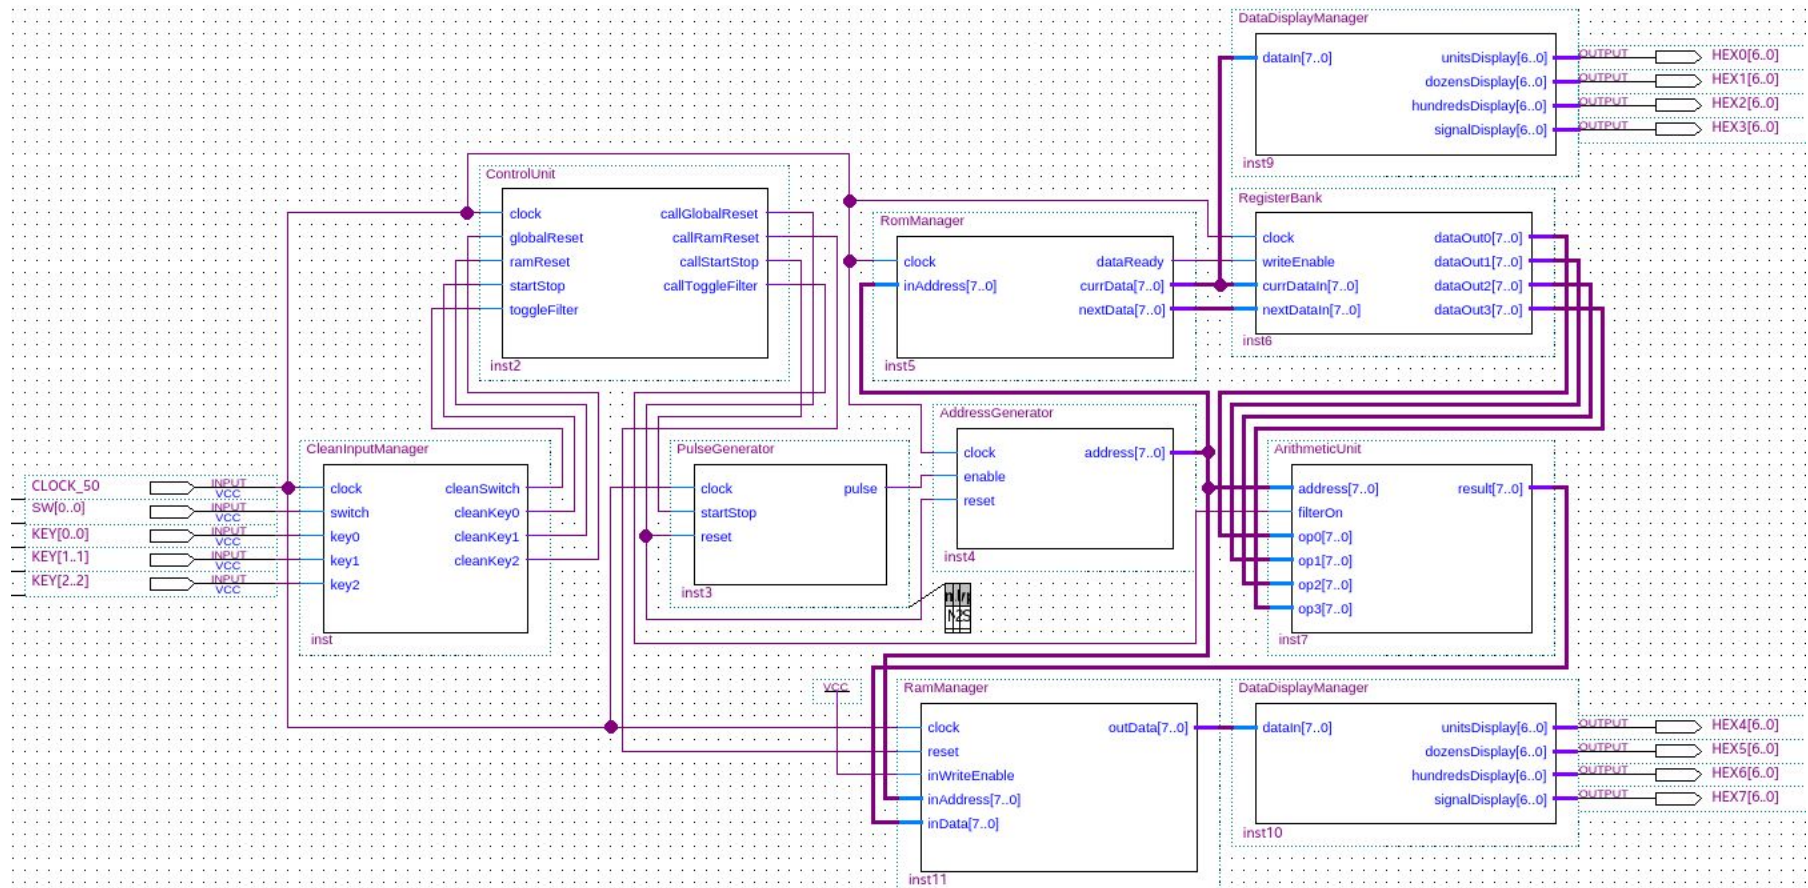 DataDisplayManager
dataIn[7..0]
unitsDisplay[6..0]
OUTPUT
HEX0[6..0]
dozensDisplay[6..0]
OUTPUT
HEX1[6..0]
hundredsDisplay[6..0]
OUTPUT
HEX2[6..0]
signalDisplay[6..0]
OUTPUT
HEX3[6..0]
inst9
ControlUnit
clock
callGlobalReset
globalReset
callRamReset
ramReset
callStartStop
startStop
callToggleFilter
toggleFilter
inst2
RomManager
clock
dataReady
inAddress[7..0]
currData[7..0]
nextData[7..0]
inst5
RegisterBank
clock
dataOut0[7..0]
writeEnable
dataOut1[7..0]
currDataIn[7..0]
dataOut2[7..0]
nextDataIn[7..0]
dataOut3[7..0]
inst6
CLOCK_50
INPUT
VCC
SW[0..0]
INPUT
VCC
KEY[0..0]
INPUT
VCC
KEY[1..1]
INPUT
VCC
KEY[2..2]
INPUT
VCC
CleanInputManager
clock
cleanSwitch
switch
cleanKey0
key0
cleanKey1
key1
cleanKey2
key2
inst
PulseGenerator
clock
pulse
startStop
reset
inst3
AddressGenerator
clock
address[7..0]
enable
reset
inst4
ArithmeticUnit
address[7..0]
result[7..0]
filterOn
op0[7..0]
op1[7..0]
op2[7..0]
op3[7..0]
inst7
VCC
RamManager
clock
outData[7..0]
reset
inWriteEnable
inAddress[7..0]
inData[7..0]
inst11
DataDisplayManager
dataIn[7..0]
unitsDisplay[6..0]
OUTPUT
HEX4[6..0]
dozensDisplay[6..0]
OUTPUT
HEX5[6..0]
hundredsDisplay[6..0]
OUTPUT
HEX6[6..0]
signalDisplay[6..0]
OUTPUT
HEX7[6..0]
inst10